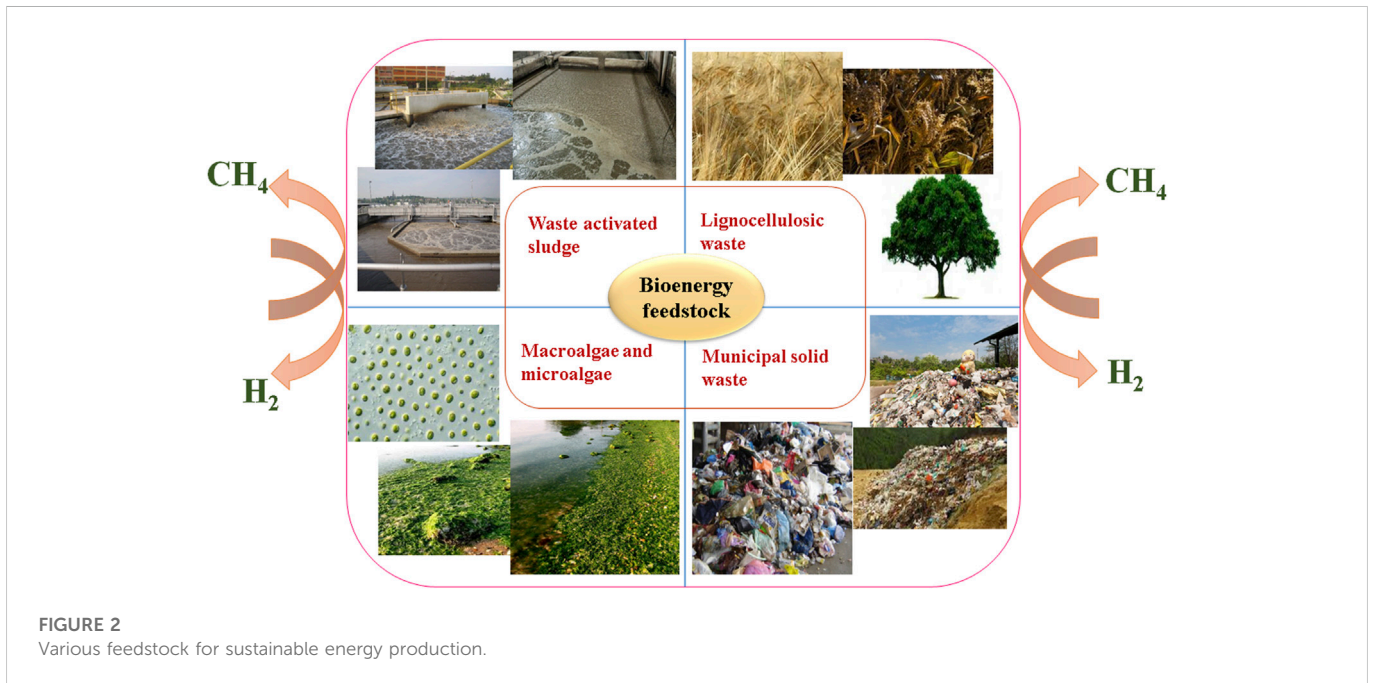 CH₄
H₂
Waste activated
sludge
Lignocellulosic
waste
Bioenergy
feedstock
Macroalgae and
microalgae
Municipal solid
waste
CH₄
H₂
FIGURE 2
Various feedstock for sustainable energy production.